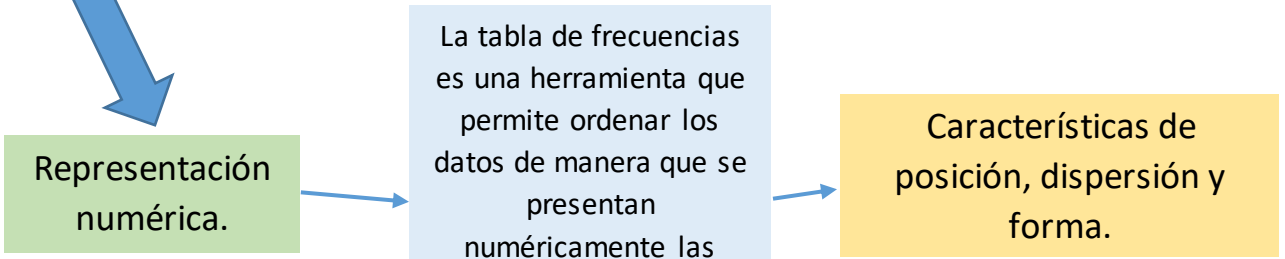 Representación
numérica.
La tabla de frecuencias
es una herramienta que
permite ordenar los
datos de manera que se
presentan
numéricamente las
Características de
posición, dispersión y
forma.